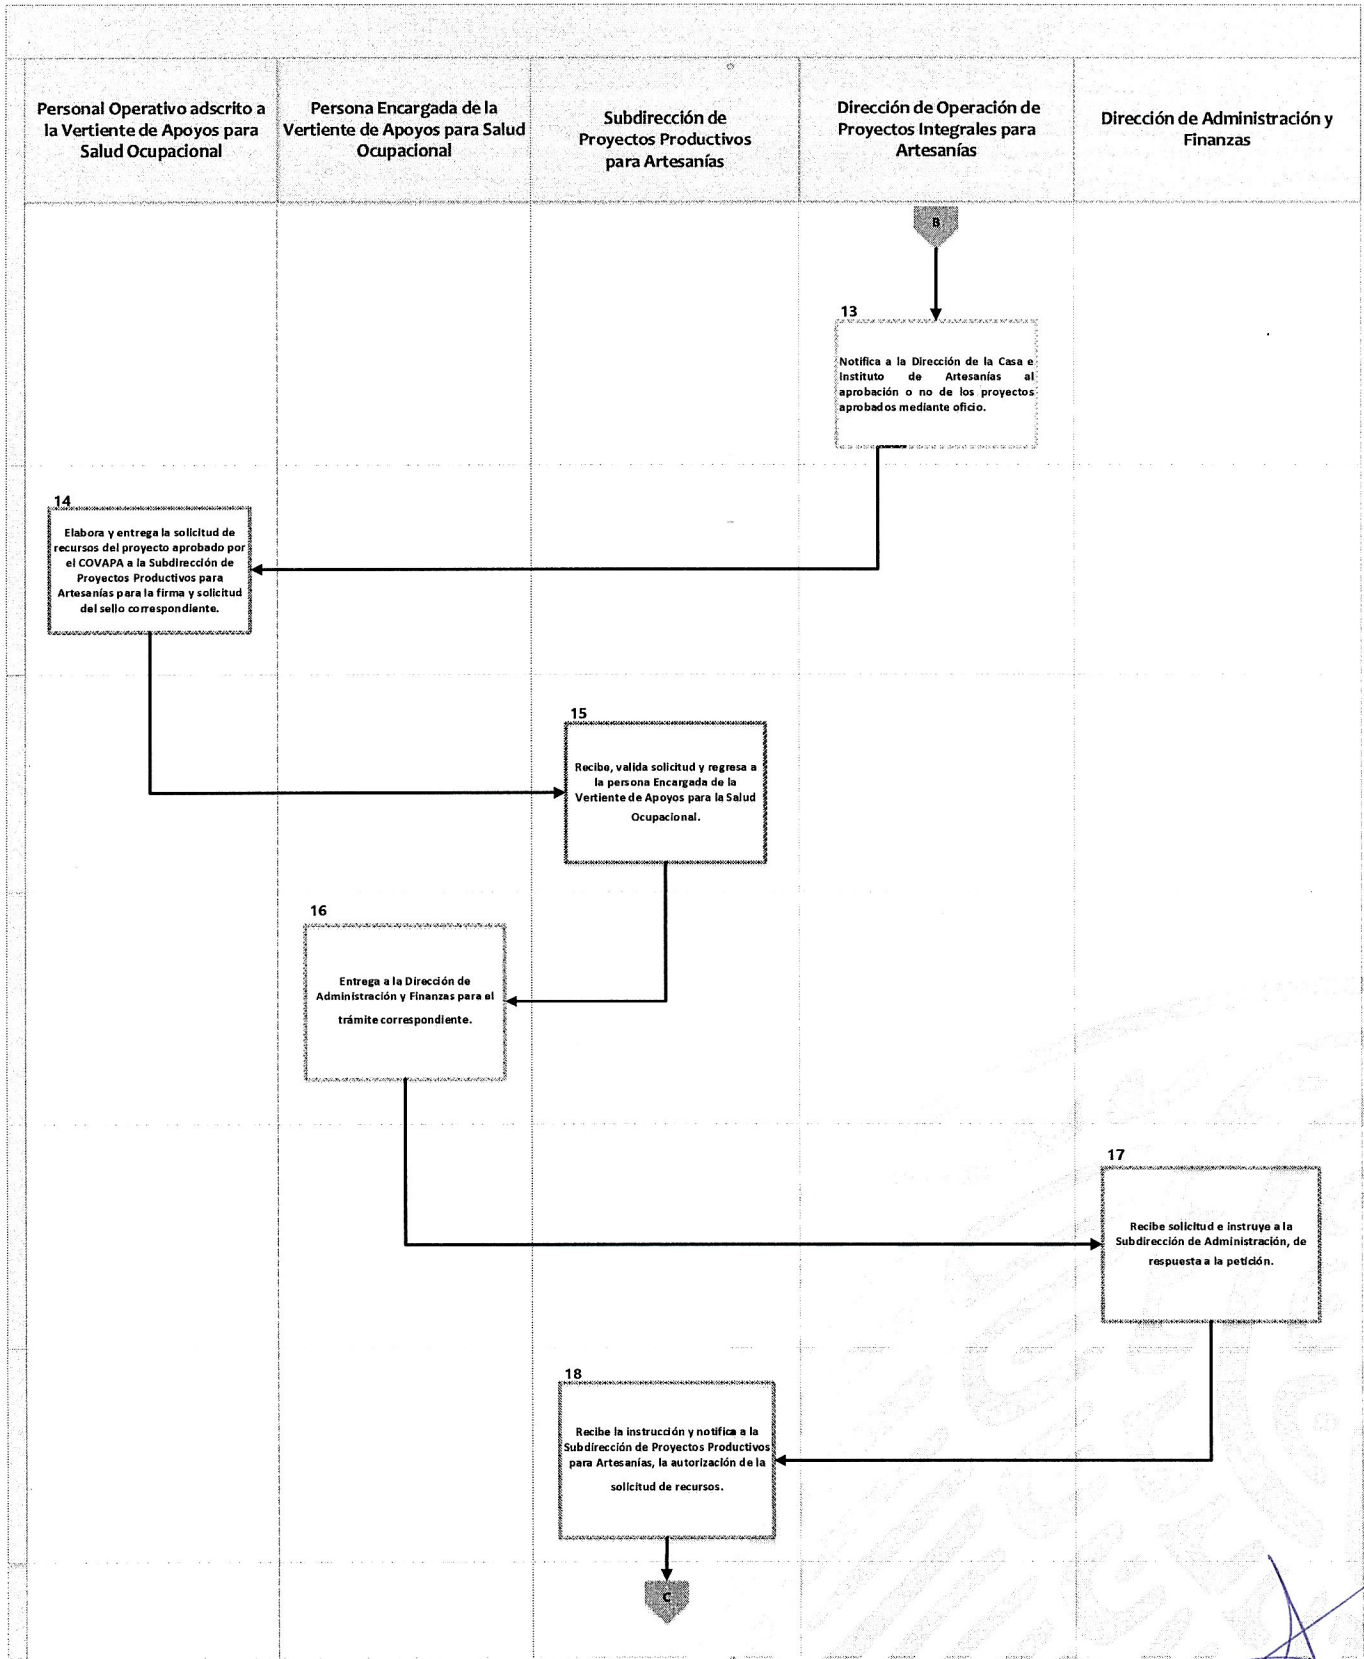 Personal Operativo adscrito a
la Vertiente de Apoyos para
Salud Ocupacional
Persona Encargada de la
Vertiente de Apoyos para Salud
Ocupacional
Subdirección de
Proyectos Productivos
para Artesanías
Dirección de Operación de
Proyectos Integrales para
Artesanías
Dirección de Administración y
Finanzas
B
13
Notifica a la Dirección de la Casa e
Instituto de Artesanías al
aprobación o no de los proyectos
aprobados mediante oficio.
14
Elabora y entrega la solicitud de
recursos del proyecto aprobado por
el COVAPA a la Subdirección de
Proyectos Productivos para
Artesanías para la firma y solicitud
del sello correspondiente.
15
Recibe, valida solicitud y regresa a
la persona Encargada de la
Vertiente de Apoyos para la Salud
Ocupacional.
16
Entrega a la Dirección de
Administración y Finanzas para el
trámite correspondiente.
17
Recibe solicitud e instruye a la
Subdirección de Administración, de
respuesta a la petición.
18
Recibe la instrucción y notifica a la
Subdirección de Proyectos Productivos
para Artesanías, la autorización de la
solicitud de recursos.
C